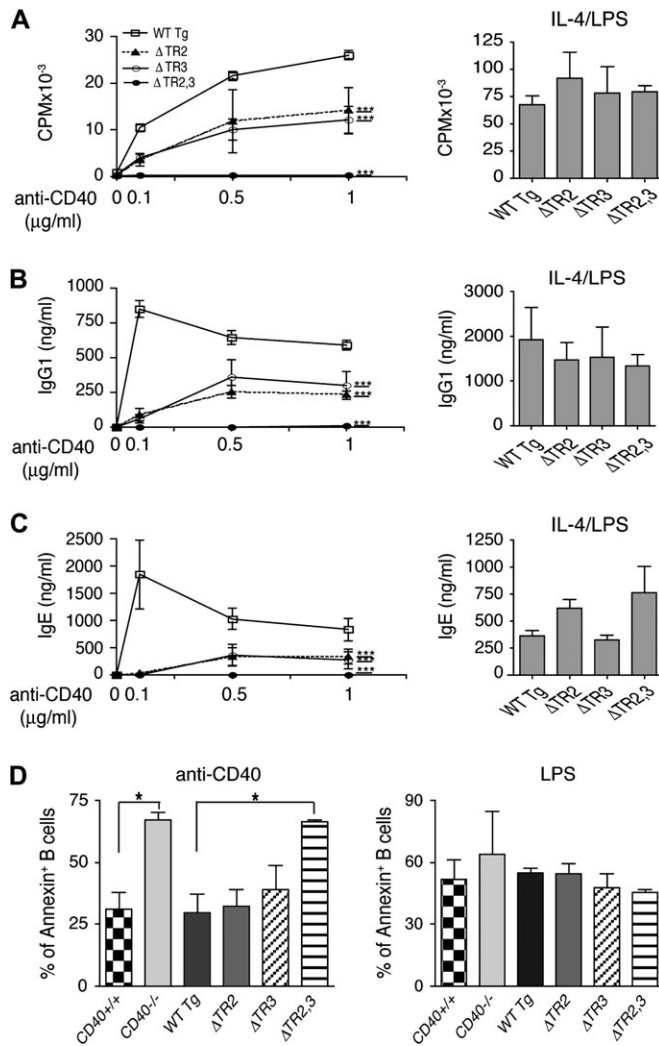 A
WT Tg
Δ TR2
Δ TR3
Δ TR2,3
CPMx10-3
30
20
10
0
***
***
***
anti-CD40
(µg/ml)
0 0.1 0.5 1
IL-4/LPS
CPMx10-3
125
100
75
50
25
0
WT Tg ΔTR2 ΔTR3 ΔTR2,3
B
IgG1 (ng/ml)
1000
750
500
250
0
***
***
***
anti-CD40
(µg/ml)
0 0.1 0.5 1
IL-4/LPS
IgG1 (ng/ml)
3000
2000
1000
0
WT Tg ΔTR2 ΔTR3 ΔTR2,3
C
IgE (ng/ml)
2500
2000
1500
1000
500
0
***
***
***
anti-CD40
(µg/ml)
0 0.1 0.5 1
IL-4/LPS
IgE (ng/ml)
1000
750
500
250
0
WT Tg ΔTR2 ΔTR3 ΔTR2,3
D
anti-CD40
% of Annexin+ B cells
75
50
25
0
*
*
CD40+/+ CD40-/- WT Tg ΔTR2 ΔTR3 ΔTR2,3
LPS
% of Annexin+ B cells
90
60
30
0
CD40+/+ CD40-/- WT Tg ΔTR2 ΔTR3 ΔTR2,3